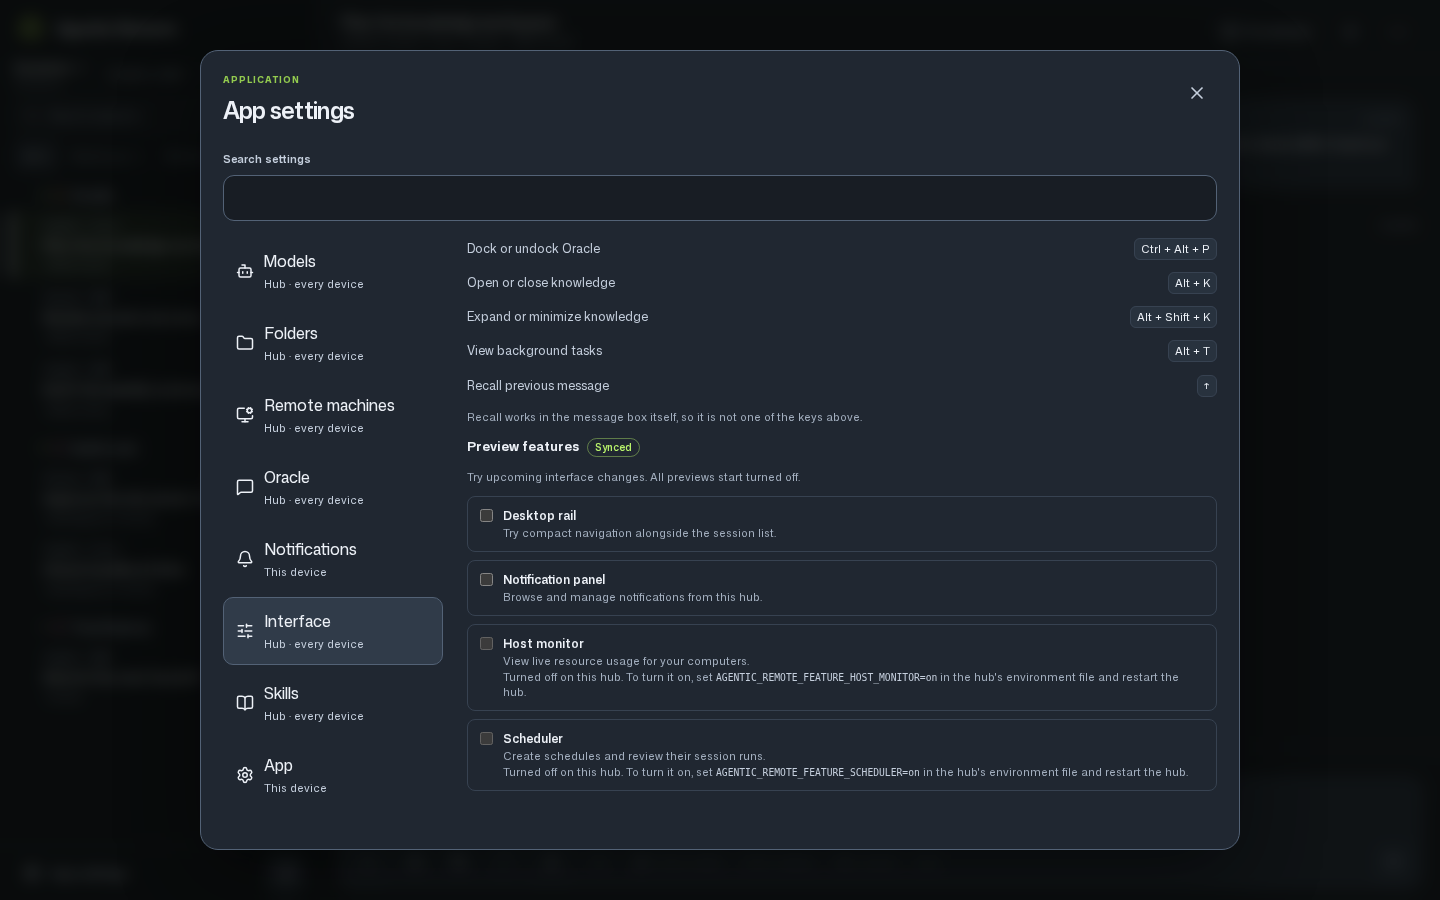 APPLICATION
App settings
Search settings
Models
Hub · every device
Folders
Hub · every device
Remote machines
Hub · every device
Oracle
Hub · every device
Notifications
This device
Interface
Hub · every device
Skills
Hub · every device
App
This device
Dock or undock Oracle
Ctrl + Alt + P
Open or close knowledge
Alt + K
Expand or minimize knowledge
Alt + Shift + K
View background tasks
Alt + T
Recall previous message
↑
Recall works in the message box itself, so it is not one of the keys above.
Preview features Synced
Try upcoming interface changes. All previews start turned off.
Desktop rail
Try compact navigation alongside the session list.
Notification panel
Browse and manage notifications from this hub.
Host monitor
View live resource usage for your computers.
Turned off on this hub. To turn it on, set AGENTIC_REMOTE_FEATURE_HOST_MONITOR=on in the hub's environment file and restart the
hub.
Scheduler
Create schedules and review their session runs.
Turned off on this hub. To turn it on, set AGENTIC_REMOTE_FEATURE_SCHEDULER=on in the hub's environment file and restart the hub.